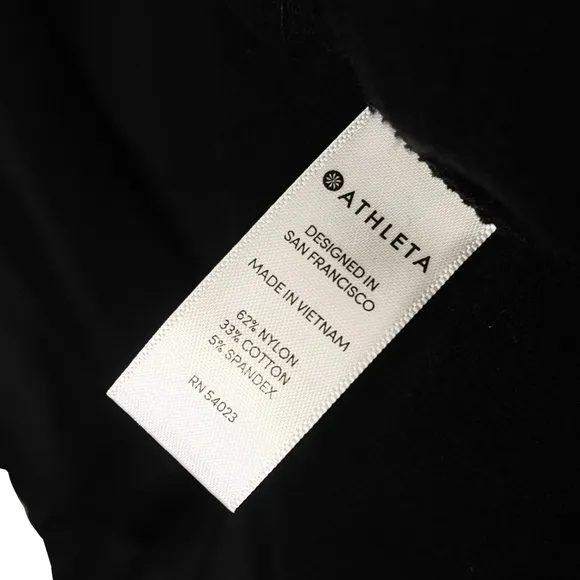 ATHLETA
DESIGNED IN
SAN FRANCISCO
MADE IN VIETNAM
62% NYLON
33% COTTON
5% SPANDEX
RN 54023